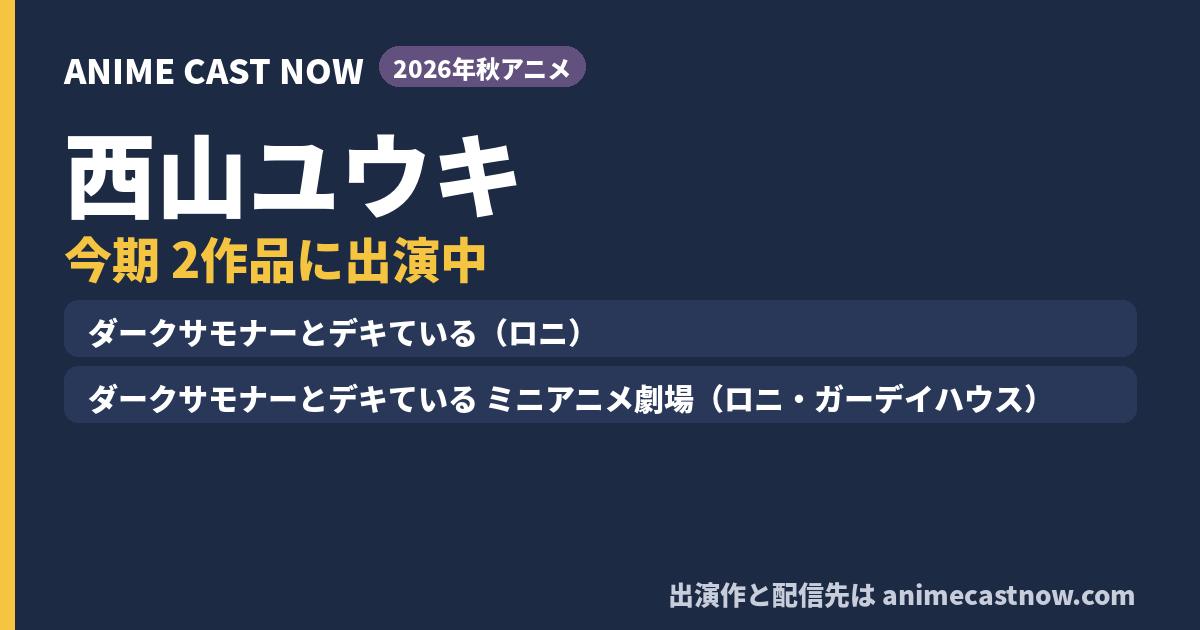 ANIME CAST NOW 2026年秋アニメ
西山ユウキ
今期 2作品に出演中
ダークサモナーとデキている（ロニ）
ダークサモナーとデキている ミニアニメ劇場（ロニ・ガーデイハウス）
出演作と配信先は animecastnow.com